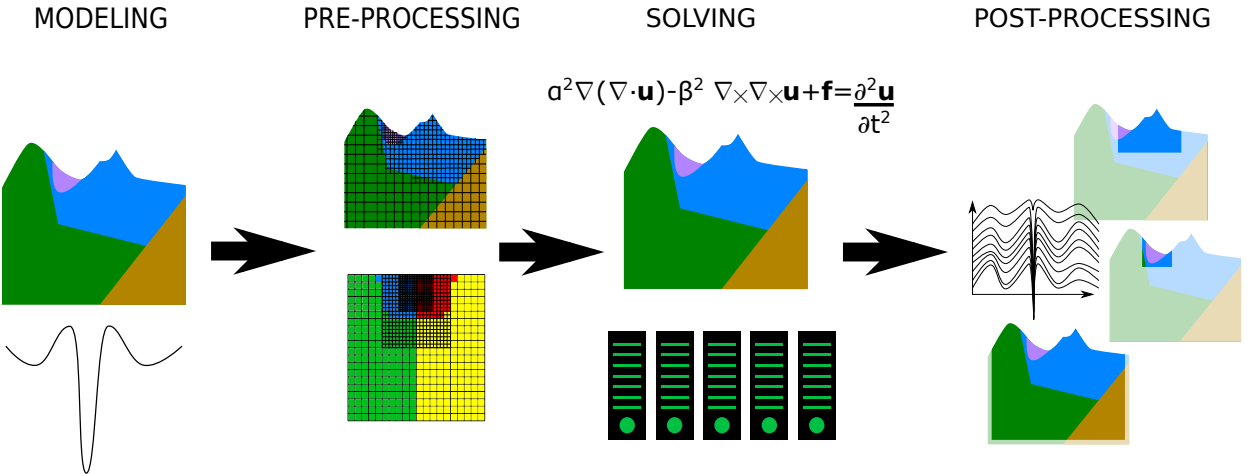 MODELING
PRE-PROCESSING
SOLVING
POST-PROCESSING
α²∇(∇·u)-β² ∇×∇×u+f=∂²u
∂t²